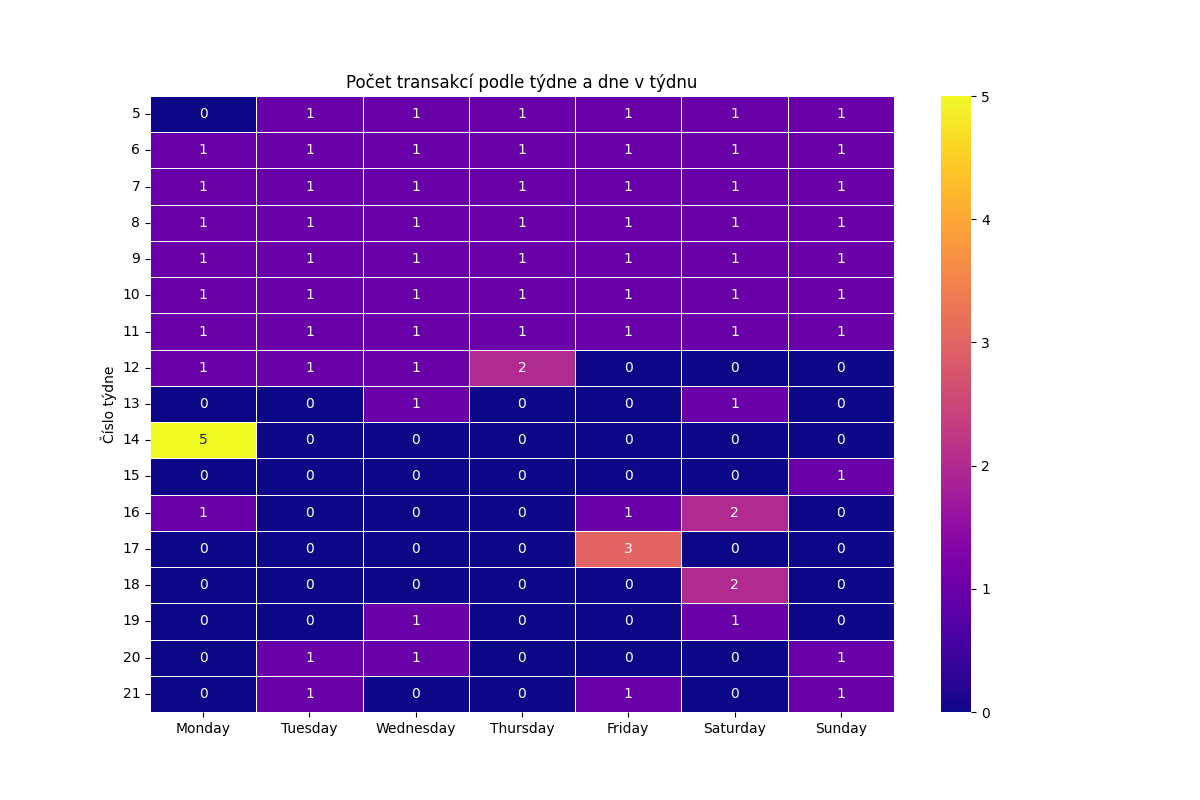 Počet transakcí podle týdne a dne v týdnu
Číslo týdne
5 0 1 1 1 1 1 1
6 1 1 1 1 1 1 1
7 1 1 1 1 1 1 1
8 1 1 1 1 1 1 1
9 1 1 1 1 1 1 1
10 1 1 1 1 1 1 1
11 1 1 1 1 1 1 1
12 1 1 1 2 0 0 0
13 0 0 1 0 0 1 0
14 5 0 0 0 0 0 0
15 0 0 0 0 0 0 1
16 1 0 0 0 1 2 0
17 0 0 0 0 3 0 0
18 0 0 0 0 0 2 0
19 0 0 1 0 0 1 0
20 0 1 1 0 0 0 1
21 0 1 0 0 1 0 1
Monday Tuesday Wednesday Thursday Friday Saturday Sunday
5
4
3
2
1
0